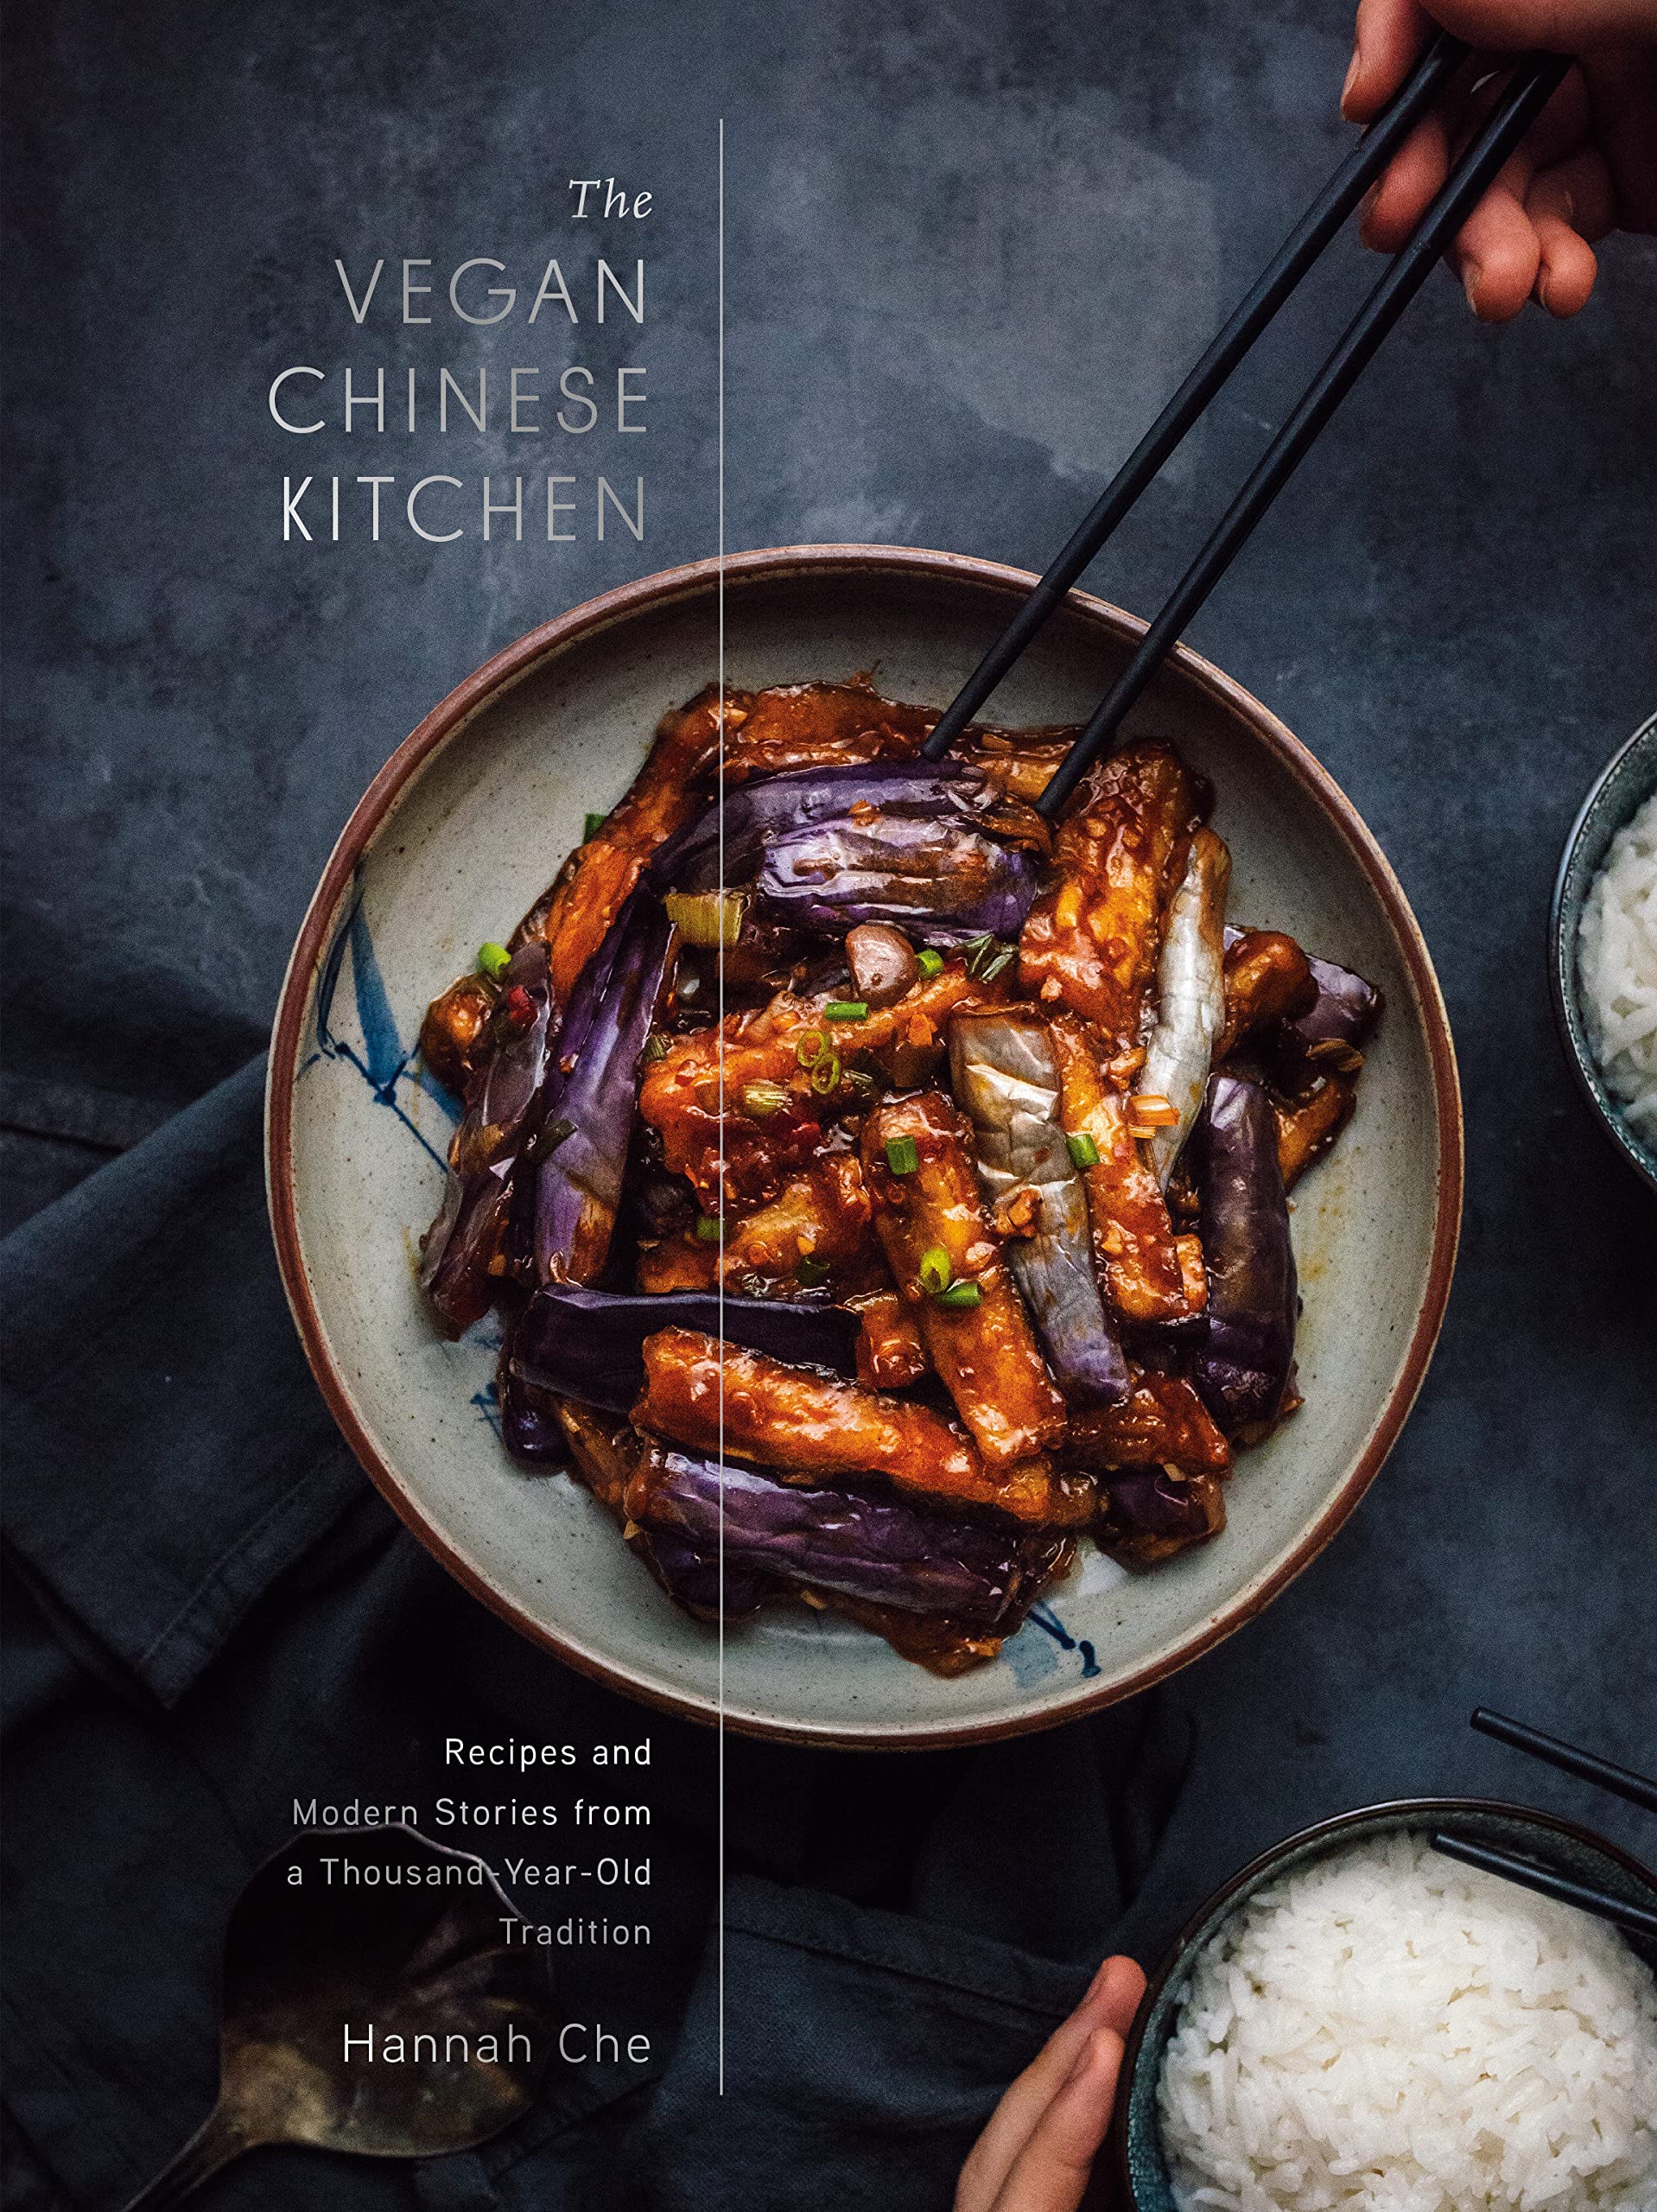 The
VEGAN
CHINESE
KITCHEN
Recipes and
Modern Stories from
a Thousand-Year-Old
Tradition
Hannah Che